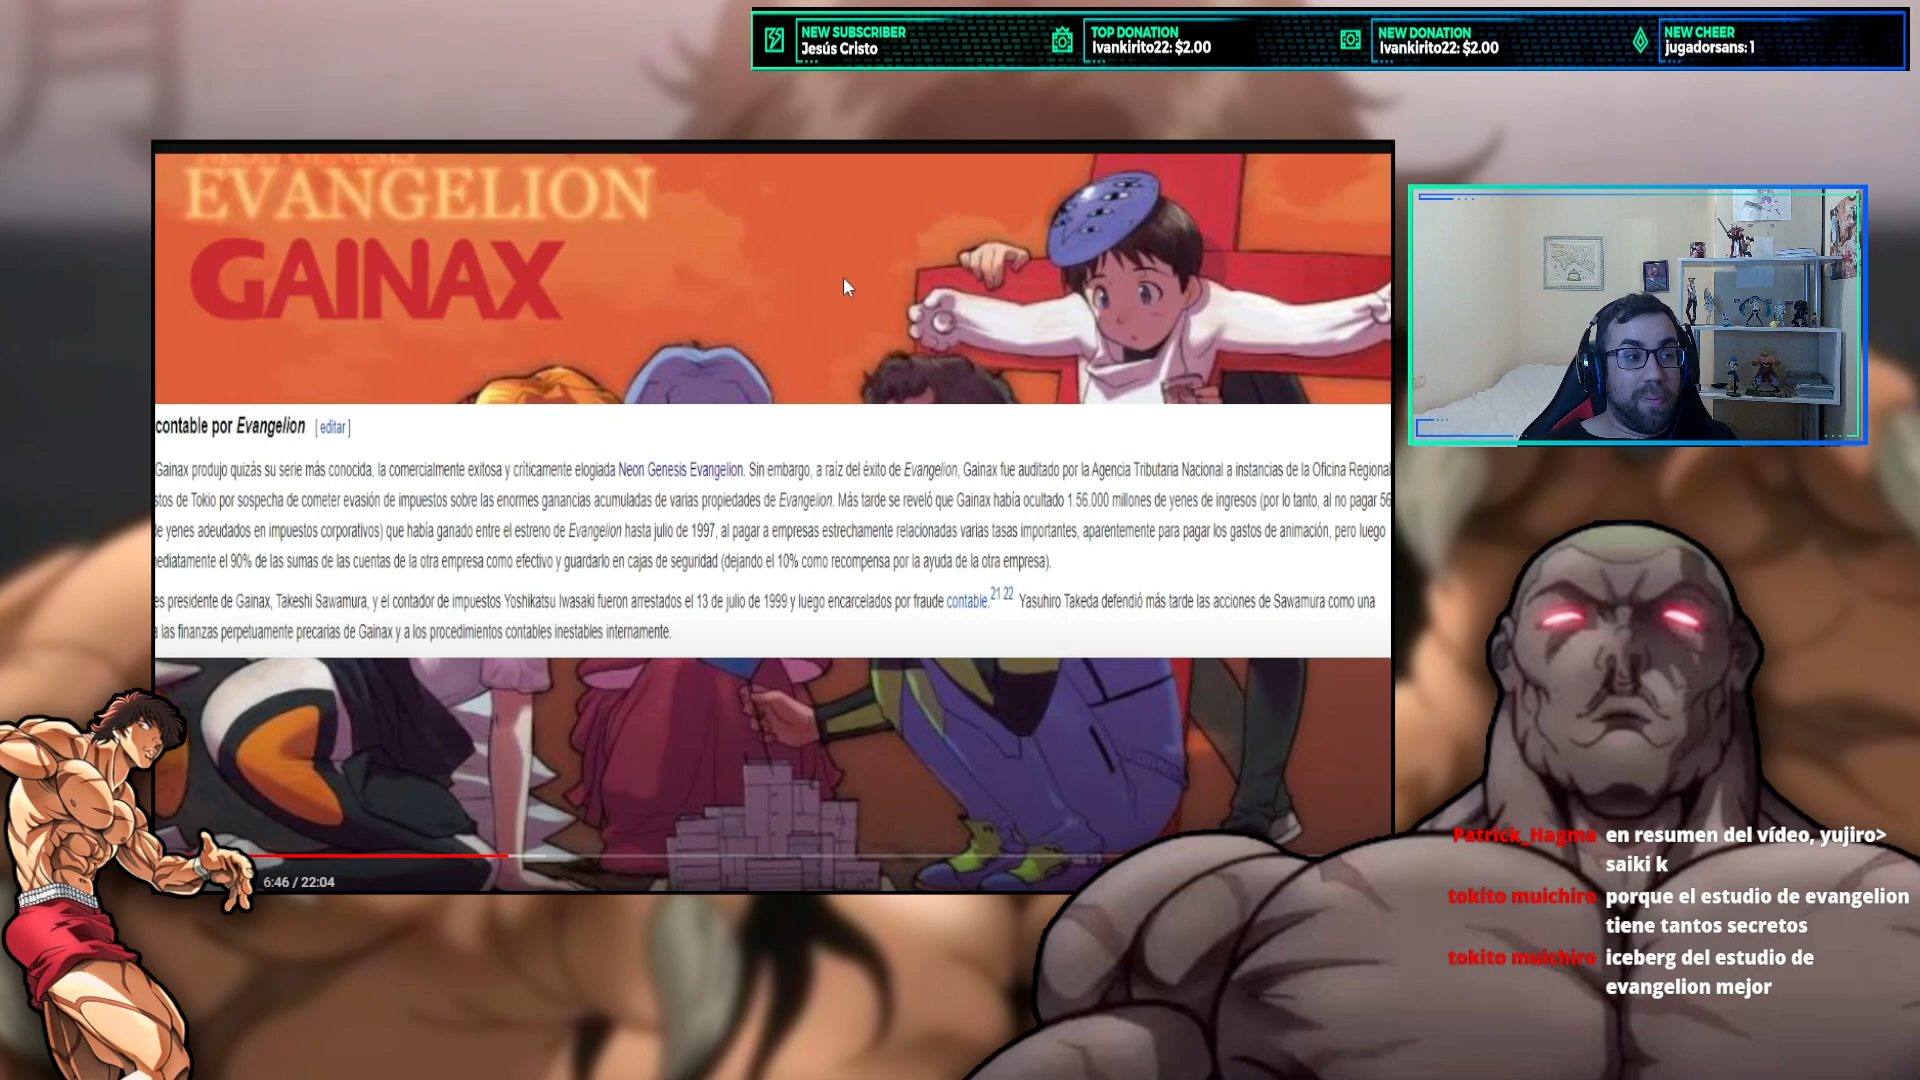 NEW SUBSCRIBER
Jesús Cristo
TOP DONATION
Ivankirito22: $2.00
NEW DONATION
Ivankirito22: $2.00
NEW CHEER
jugadorsans: 1
NEON GENESIS
EVANGELION
GAINAX
contable por Evangelion [ editar ]
Gainax produjo quizás su serie más conocida, la comercialmente exitosa y críticamente elogiada Neon Genesis Evangelion. Sin embargo, a raíz del éxito de Evangelion, Gainax fue auditado por la Agencia Tributaria Nacional a instancias de la Oficina Regional
stos de Tokio por sospecha de cometer evasión de impuestos sobre las enormes ganancias acumuladas de varias propiedades de Evangelion. Más tarde se reveló que Gainax había ocultado 1.56.000 millones de yenes de ingresos (por lo tanto, al no pagar 56
e yenes adeudados en impuestos corporativos) que había ganado entre el estreno de Evangelion hasta julio de 1997, al pagar a empresas estrechamente relacionadas varias tasas importantes, aparentemente para pagar los gastos de animación, pero luego
ediatamente el 90% de las sumas de las cuentas de la otra empresa como efectivo y guardarlo en cajas de seguridad (dejando el 10% como recompensa por la ayuda de la otra empresa).
es presidente de Gainax, Takeshi Sawamura, y el contador de impuestos Yoshikatsu Iwasaki fueron arrestados el 13 de julio de 1999 y luego encarcelados por fraude contable.21 22 Yasuhiro Takeda defendió más tarde las acciones de Sawamura como una
a las finanzas perpetuamente precarias de Gainax y a los procedimientos contables inestables internamente.
6:46 / 22:04
Patrick_Hagma en resumen del vídeo, yujiro>
saiki k
tokito muichiro porque el estudio de evangelion
tiene tantos secretos
tokito muichiro iceberg del estudio de
evangelion mejor